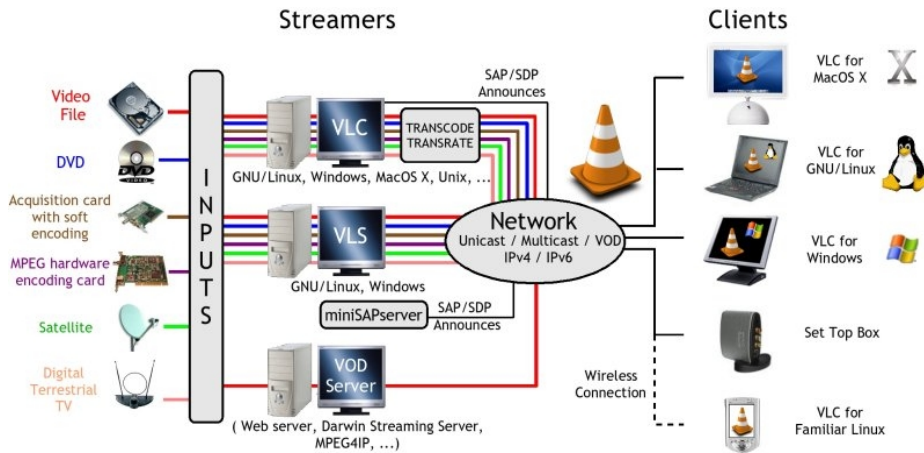 Streamers
Clients
SAP/SDP
Announces
Video
File
DVD
DVD
VIDEO
Acquisition card
with soft
encoding
MPEG hardware
encoding card
Satellite
Digital
Terrestrial
TV
INPUTS
VLC
TRANSCODE
TRANSRATE
GNU/Linux, Windows, MacOS X, Unix, ...
VLS
GNU/Linux, Windows
Network
Unicast / Multicast / VOD
IPv4 / IPv6
miniSAPserver
SAP/SDP
Announces
VOD
Server
( Web server, Darwin Streaming Server,
MPEG4IP, ...)
Wireless
Connection
VLC for
MacOS X
X
VLC for
GNU/Linux
VLC for
Windows
Set Top Box
VLC for
Familiar Linux